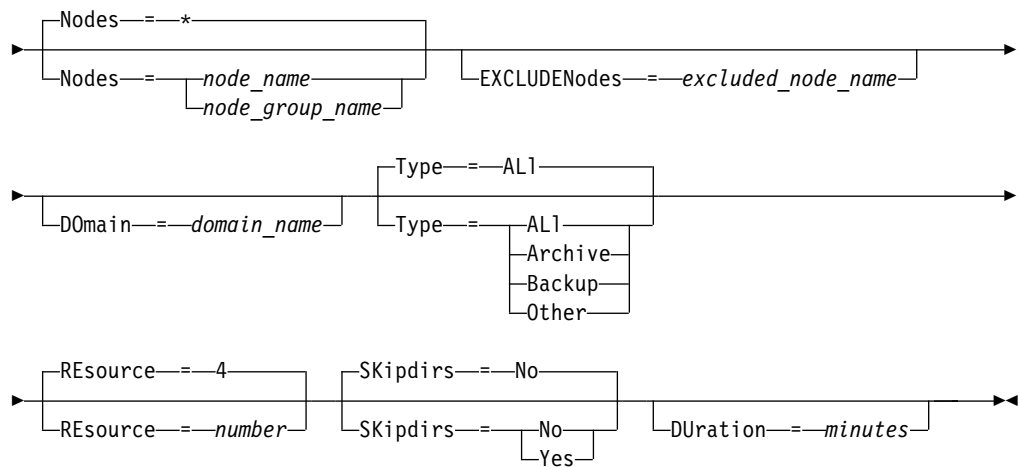 Nodes = *
Nodes = node_name
node_group_name
EXCLUDENodes = excluded_node_name
DOmain = domain_name
Type = ALl
Type = ALl
Archive
Backup
Other
REsource = 4
REsource = number
SKipdirs = No
SKipdirs = No
Yes
DUration = minutes